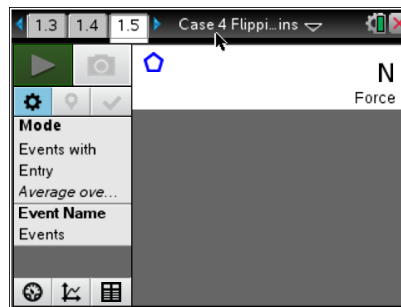 1.3 1.4 1.5 Case 4 Flippi...ins
N
Force
Mode
Events with
Entry
Average ove...
Event Name
Events